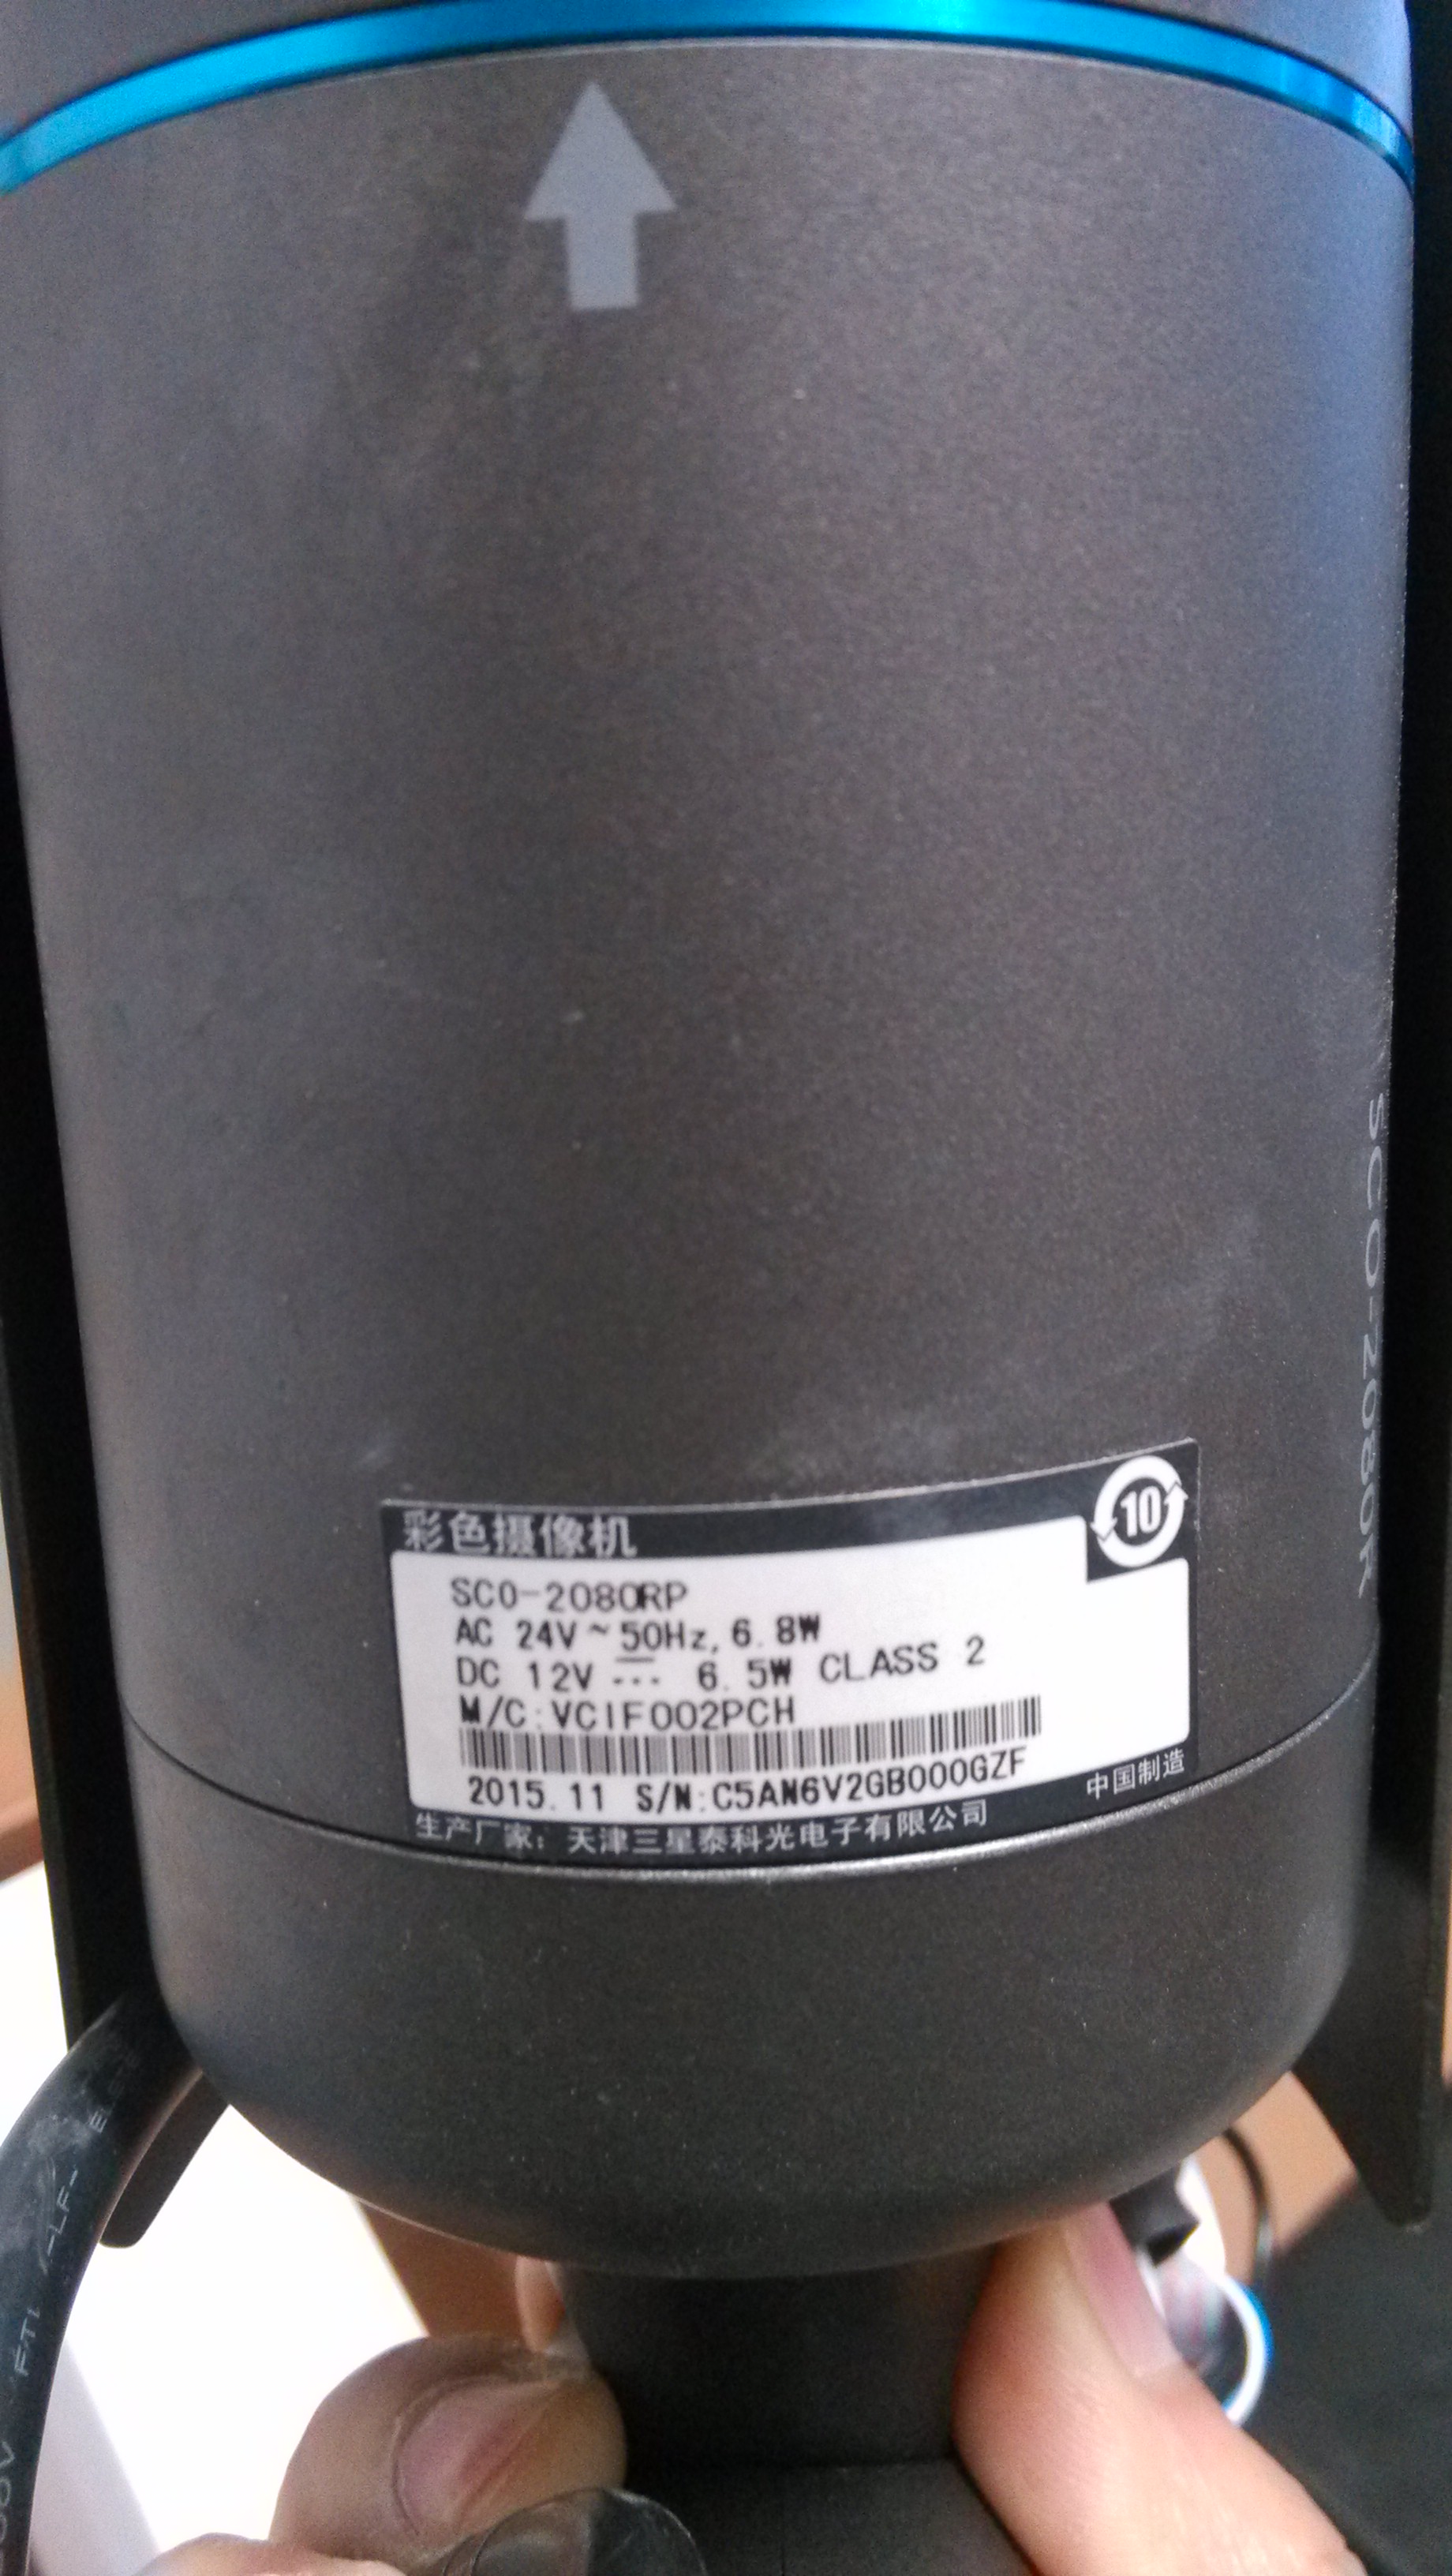 SCO-2080R
彩色摄像机
10
SCO-2080RP
AC 24V~50Hz, 6.8W
DC 12V 6.5W CLASS 2
M/C:VCIF002PCH
2015.11 S/N:C5AN6V2GB000GZF
中国制造
生产厂家：天津三星泰科光电子有限公司